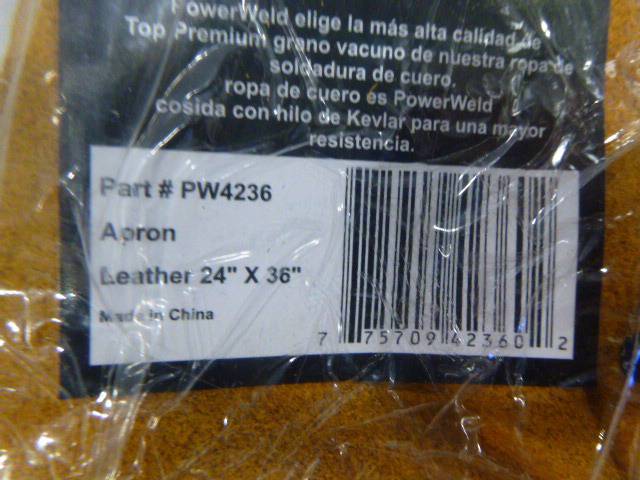 PowerWeld elige la más alta calidad de
Top Premium grano vacuno de nuestra ropa de
soldadura de cuero.
ropa de cuero es PowerWeld
cosida con hilo de Kevlar para una mayor
resistencia.
Part # PW4236
Apron
Leather 24" X 36"
Made in China
7 75709 42360 2